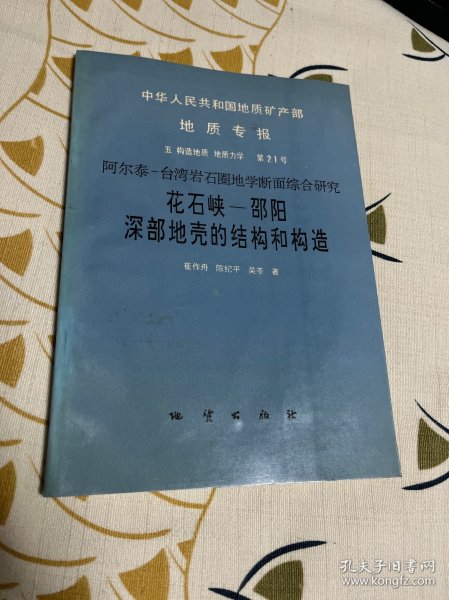 中华人民共和国地质矿产部
地质专报
五 构造地质 地质力学 第21号
阿尔泰－台湾岩石圈地学断面综合研究
花石峡－邵阳
深部地壳的结构和构造
崔作舟 陈纪平 吴苓 著
地质出版社
孔夫子旧书网
www.kongfz.com